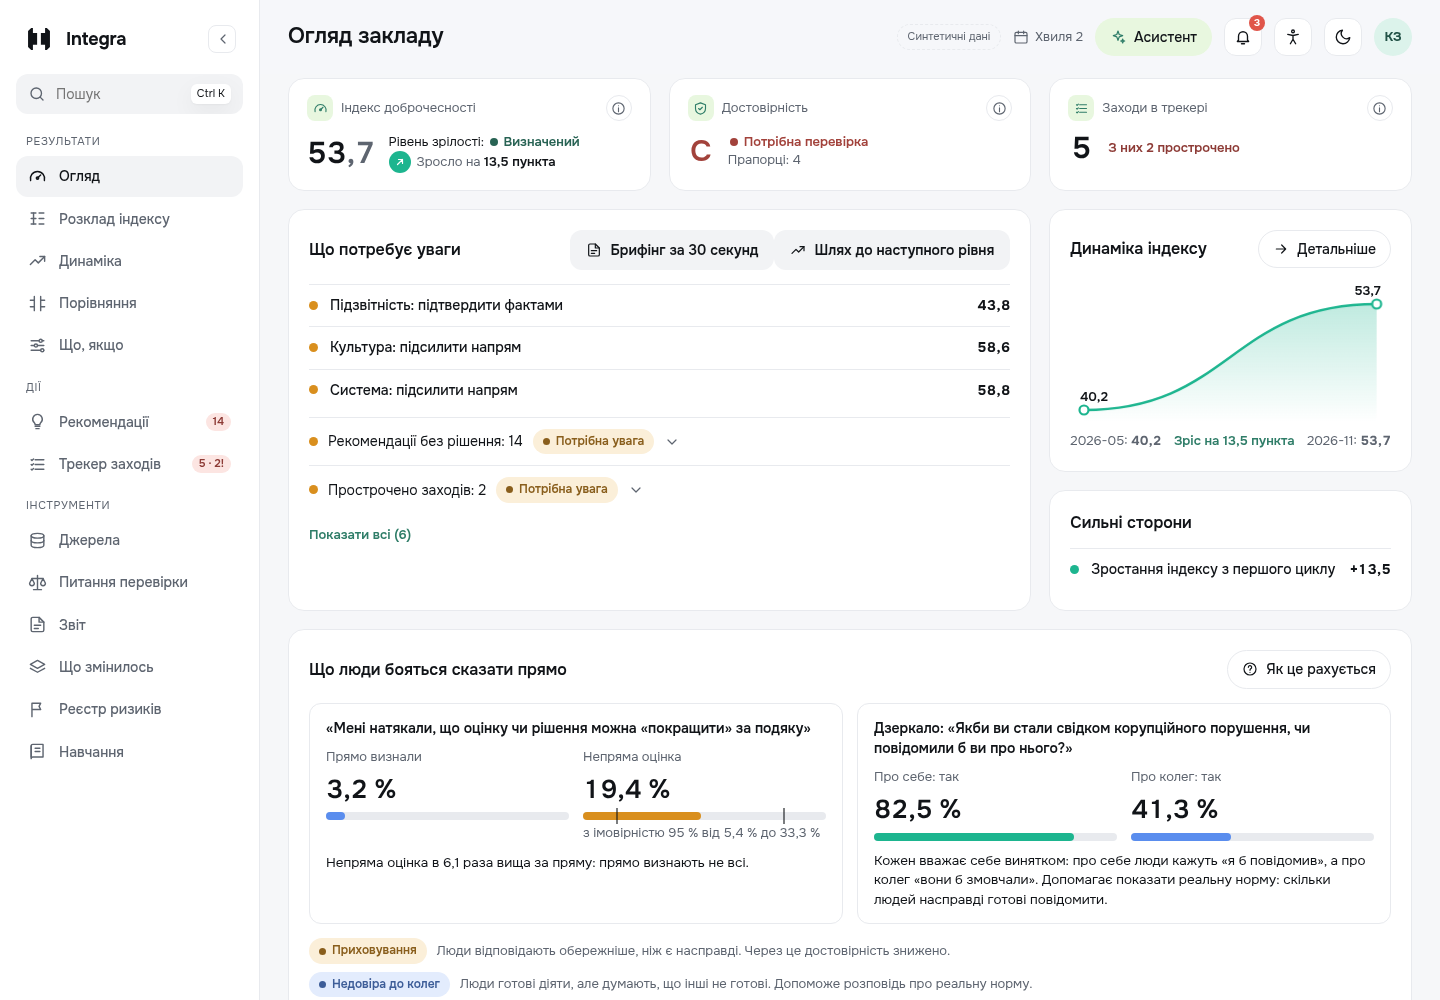 Integra
Пошук
Ctrl K
РЕЗУЛЬТАТИ
Огляд
Розклад індексу
Динаміка
Порівняння
Що, якщо
ДІЇ
Рекомендації
14
Трекер заходів
5 · 2!
ІНСТРУМЕНТИ
Джерела
Питання перевірки
Звіт
Що змінилось
Реєстр ризиків
Навчання
Огляд закладу
Синтетичні дані
Хвиля 2
Асистент
3
КЗ
Індекс доброчесності
53,7
Рівень зрілості: Визначений
Зросло на 13,5 пункта
Достовірність
C
Потрібна перевірка
Прапорці: 4
Заходи в трекері
5
З них 2 прострочено
Що потребує уваги
Брифінг за 30 секунд
Шлях до наступного рівня
Підзвітність: підтвердити фактами 43,8
Культура: підсилити напрям 58,6
Система: підсилити напрям 58,8
Рекомендації без рішення: 14 Потрібна увага
Прострочено заходів: 2 Потрібна увага
Показати всі (6)
Динаміка індексу
Детальніше
53,7
40,2
2026-05: 40,2 Зріс на 13,5 пункта 2026-11: 53,7
Сильні сторони
Зростання індексу з першого циклу +13,5
Що люди бояться сказати прямо
Як це рахується
«Мені натякали, що оцінку чи рішення можна «покращити» за подяку»
Прямо визнали
3,2 %
Непряма оцінка
19,4 %
з імовірністю 95 % від 5,4 % до 33,3 %
Непряма оцінка в 6,1 раза вища за пряму: прямо визнають не всі.
Дзеркало: «Якби ви стали свідком корупційного порушення, чи
повідомили б ви про нього?»
Про себе: так
82,5 %
Про колег: так
41,3 %
Кожен вважає себе винятком: про себе люди кажуть «я б повідомив», а про
колег «вони б змовчали». Допомагає показати реальну норму: скільки
людей насправді готові повідомити.
Приховування Люди відповідають обережніше, ніж є насправді. Через це достовірність знижено.
Недовіра до колег Люди готові діяти, але думають, що інші не готові. Допоможе розповідь про реальну норму.